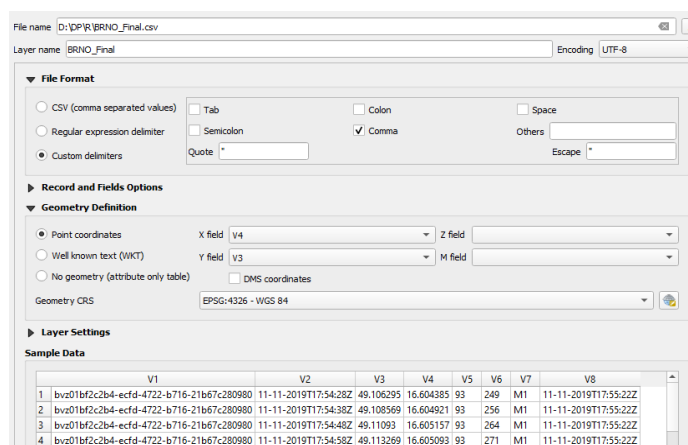 File name D:\DP\R\BRNO_Final.csv
Layer name BRNO_Final Encoding UTF-8
File Format
CSV (comma separated values) Tab Colon Space
Regular expression delimiter Semicolon Comma Others
Custom delimiters Quote " Escape "
Record and Fields Options
Geometry Definition
Point coordinates X field V4 Z field
Well known text (WKT) Y field V3 M field
No geometry (attribute only table) DMS coordinates
Geometry CRS EPSG:4326 - WGS 84
Layer Settings
Sample Data
V1 V2 V3 V4 V5 V6 V7 V8
1 bvz01bf2c2b4-ecfd-4722-b716-21b67c280980 11-11-2019T17:54:28Z 49.106295 16.604385 93 249 M1 11-11-2019T17:55:22Z
2 bvz01bf2c2b4-ecfd-4722-b716-21b67c280980 11-11-2019T17:54:38Z 49.108569 16.604921 93 256 M1 11-11-2019T17:55:22Z
3 bvz01bf2c2b4-ecfd-4722-b716-21b67c280980 11-11-2019T17:54:48Z 49.11093 16.605157 93 264 M1 11-11-2019T17:55:22Z
4 bvz01bf2c2b4-ecfd-4722-b716-21b67c280980 11-11-2019T17:54:58Z 49.113269 16.605093 93 271 M1 11-11-2019T17:55:22Z